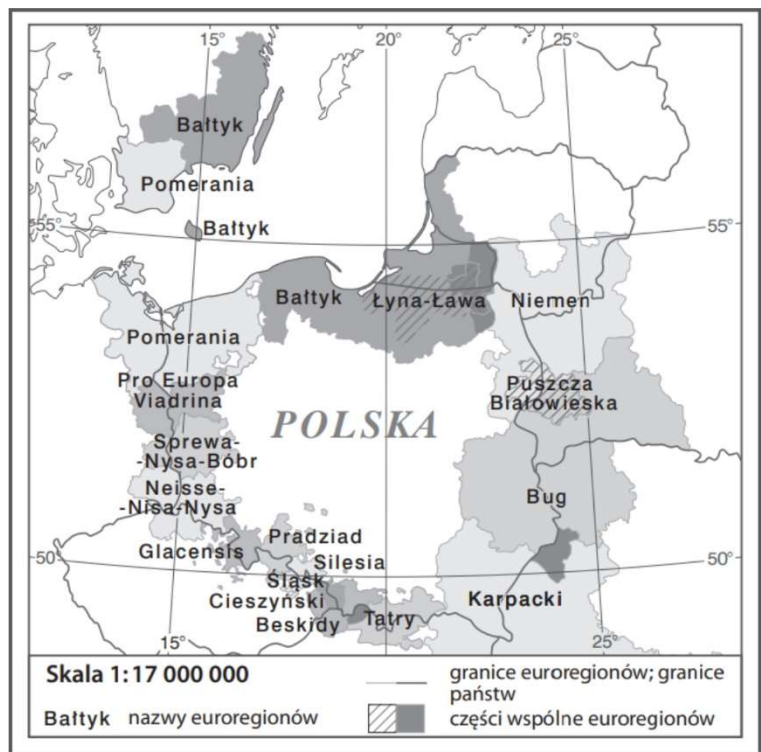 15°
20°
25°
Bałtyk
Pomerania
Bałtyk
55°
55°
Bałtyk
Łyna-Ława
Niemen
Pomerania
Pro Europa
Viadrina
Puszcza
Białowieska
POLSKA
Sprewa-
-Nysa-Bóbr
Neisse-
-Nisa-Nysa
Bug
Glacensis
Pradziad
Silesia
50°
50°
Śląsk
Cieszyński
Beskidy
Tatry
Karpacki
15°
25°
Skala 1:17 000 000
granice euroregionów; granice
państw
Bałtyk
nazwy euroregionów
części wspólne euroregionów